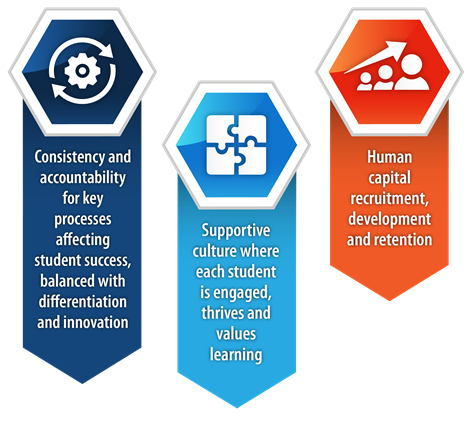 Consistency and
accountability
for key
processes
affecting
student success,
balanced with
differentiation
and innovation
Supportive
culture where
each student
is engaged,
thrives and
values
learning
Human
capital
recruitment,
development
and retention